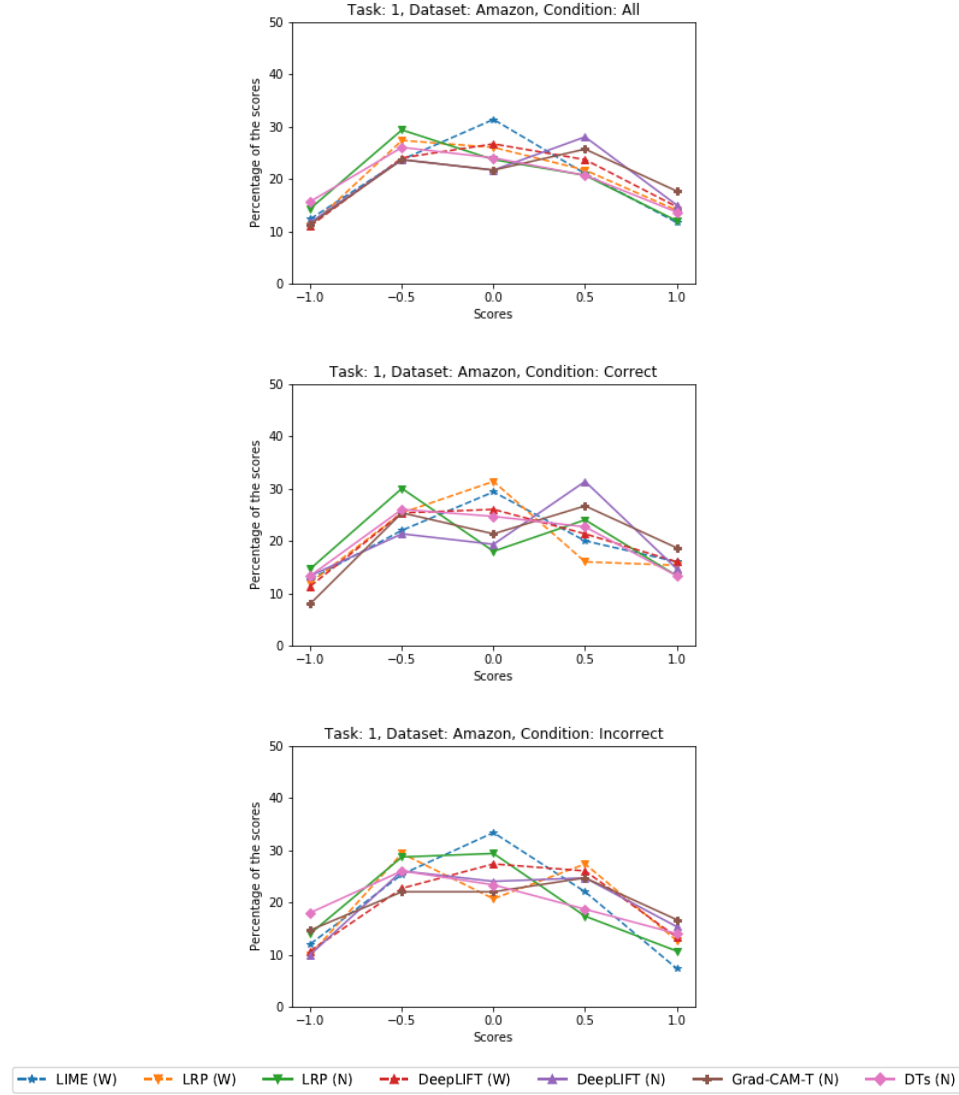 Task: 1, Dataset: Amazon, Condition: All
50
40
30
20
10
0
Percentage of the scores
−1.0 −0.5 0.0 0.5 1.0
Scores
Task: 1, Dataset: Amazon, Condition: Correct
50
40
30
20
10
0
Percentage of the scores
−1.0 −0.5 0.0 0.5 1.0
Scores
Task: 1, Dataset: Amazon, Condition: Incorrect
50
40
30
20
10
0
Percentage of the scores
−1.0 −0.5 0.0 0.5 1.0
Scores
LIME (W) LRP (W) LRP (N) DeepLIFT (W) DeepLIFT (N) Grad-CAM-T (N) DTs (N)